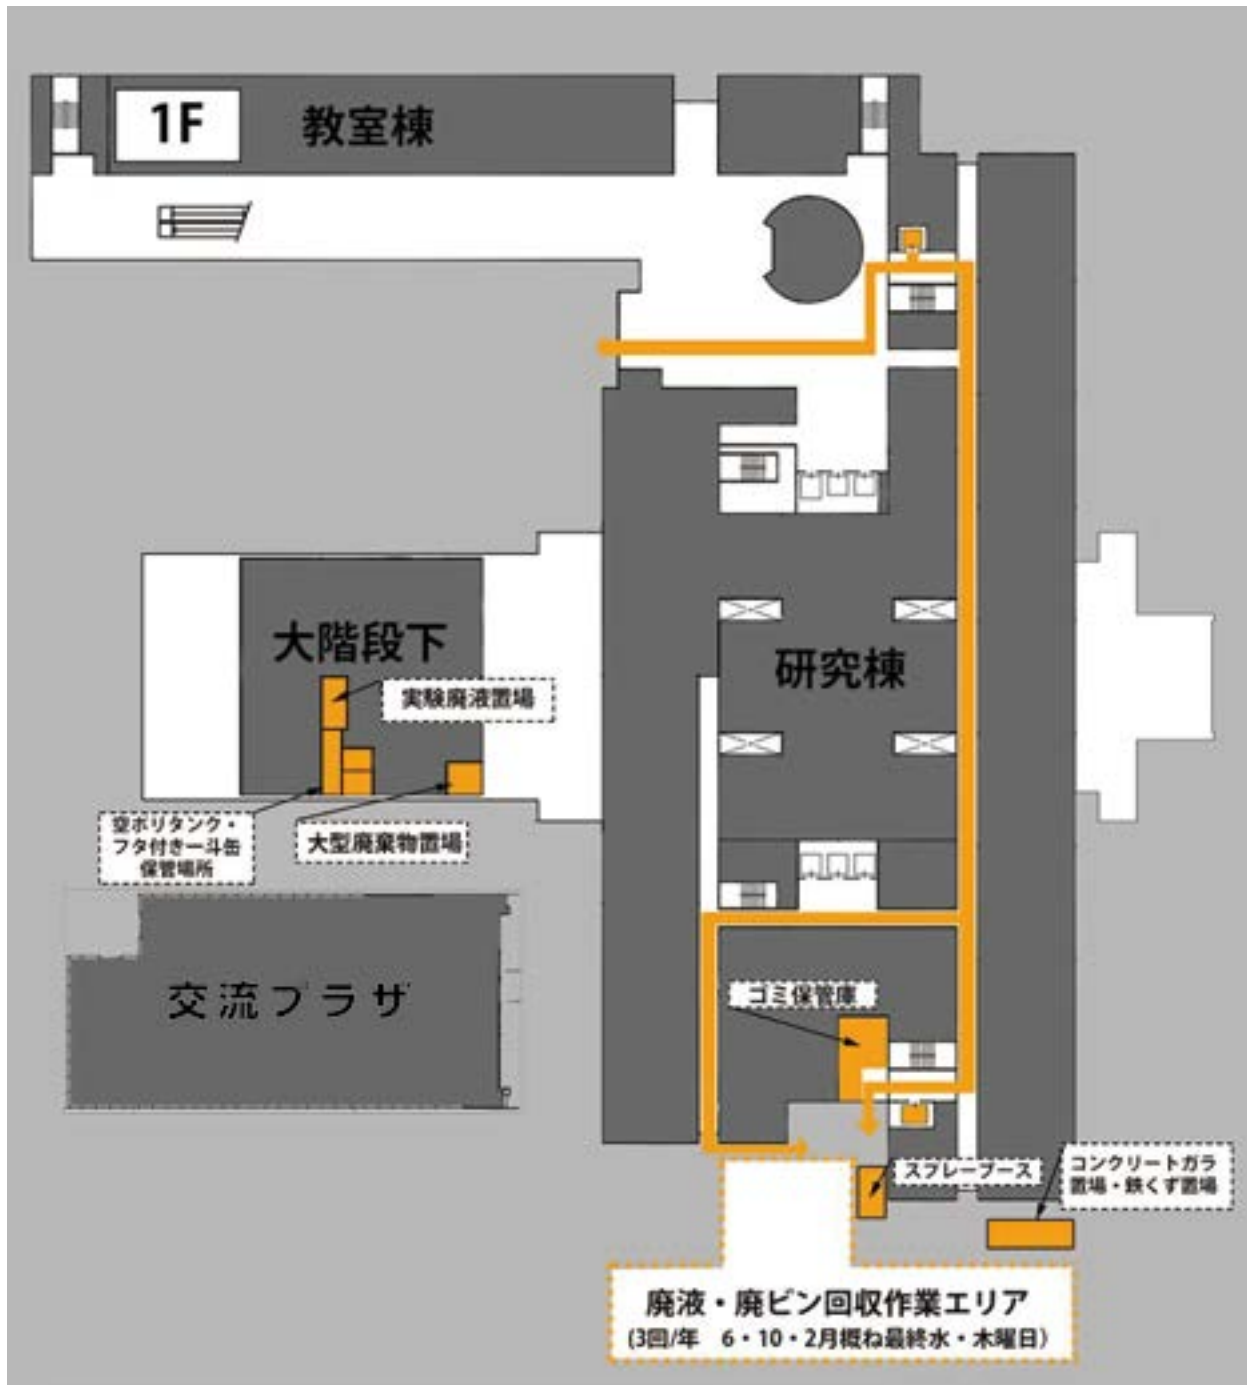 1F
教室棟
大階段下
研究棟
実験廃液置場
空ポリタンク・
フタ付き一斗缶
保管場所
大型廃棄物置場
交流プラザ
ゴミ保管庫
スプレーブース
コンクリートガラ
置場・鉄くず置場
廃液・廃ビン回収作業エリア
(3回/年　6・10・2月概ね最終水・木曜日)